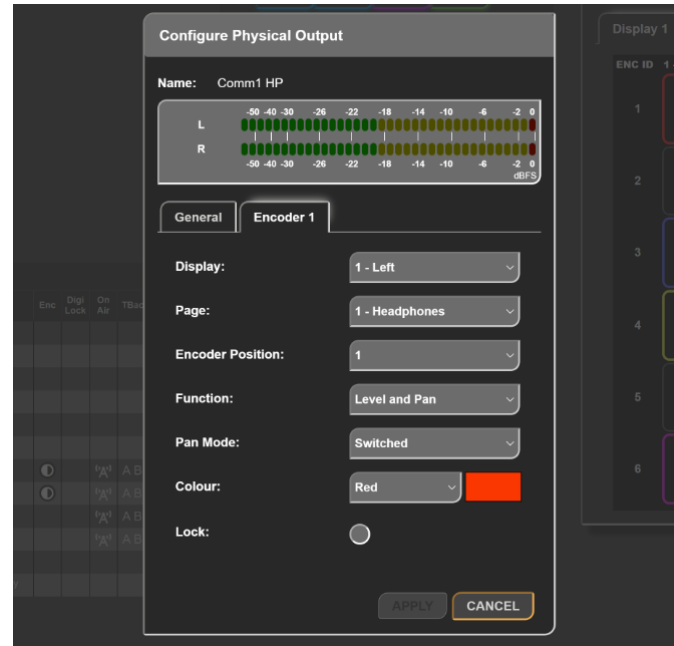 Configure Physical Output
Display 1
Name: Comm1 HP
ENC ID 1
-50 -40 -30 -26 -22 -18 -14 -10 -6 -2 0
L
R
-50 -40 -30 -26 -22 -18 -14 -10 -6 -2 0
dBFS
1
2
3
4
5
6
General Encoder 1
Display: 1 - Left
Page: 1 - Headphones
Enc Digi Lock On Air
Encoder Position: 1
Function: Level and Pan
Pan Mode: Switched
Colour: Red
Lock:
A B
A B
A B
A B
APPLY CANCEL